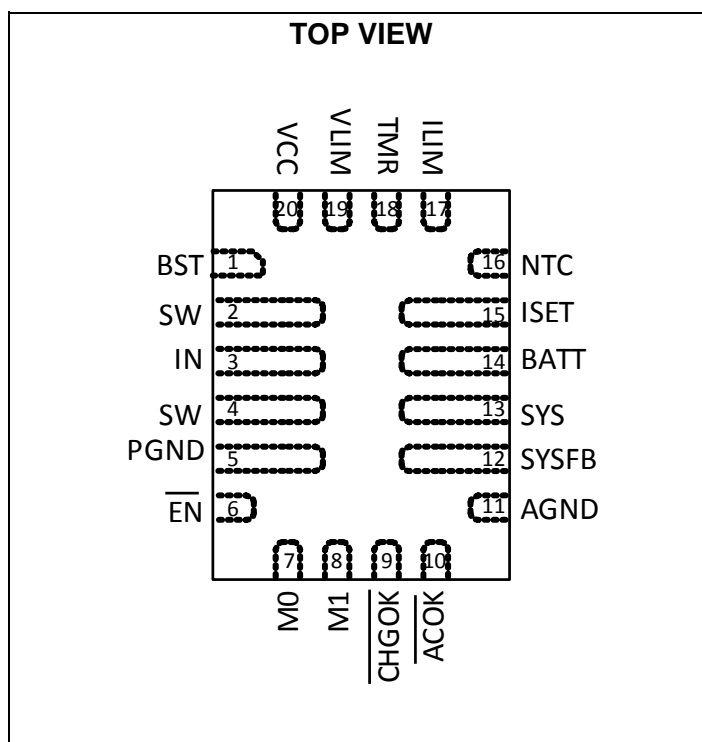 TOP VIEW
VCC
VLIM
TMR
ILIM
20
19
18
17
BST 1
16 NTC
SW 2
15 ISET
IN 3
14 BATT
SW 4
13 SYS
PGND 5
12 SYSFB
EN 6
11 AGND
7
8
9
10
M0
M1
CHGOK
ACOK